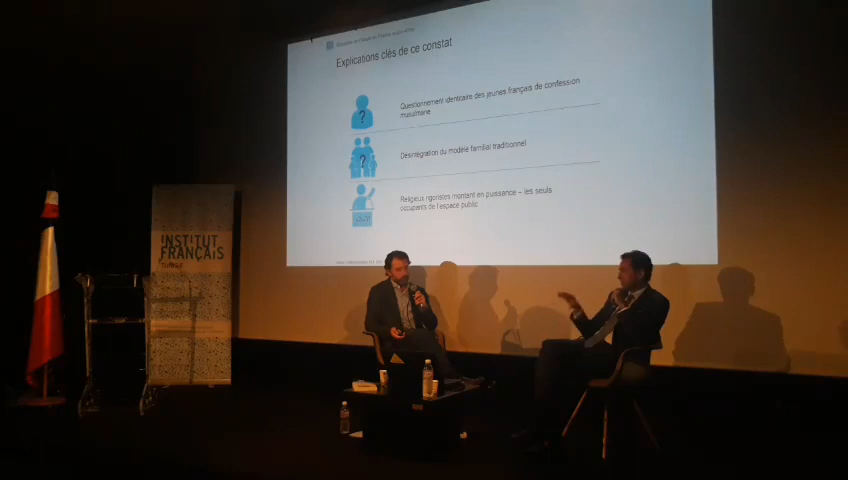 Explications clés de ce constat
Questionnement identitaire des jeunes français de confession
musulmane
?
Désintégration du modèle familial traditionnel
?
Religieux rigoristes montant en puissance – les seuls
occupants de l'espace public
INSTITUT
FRANÇAIS